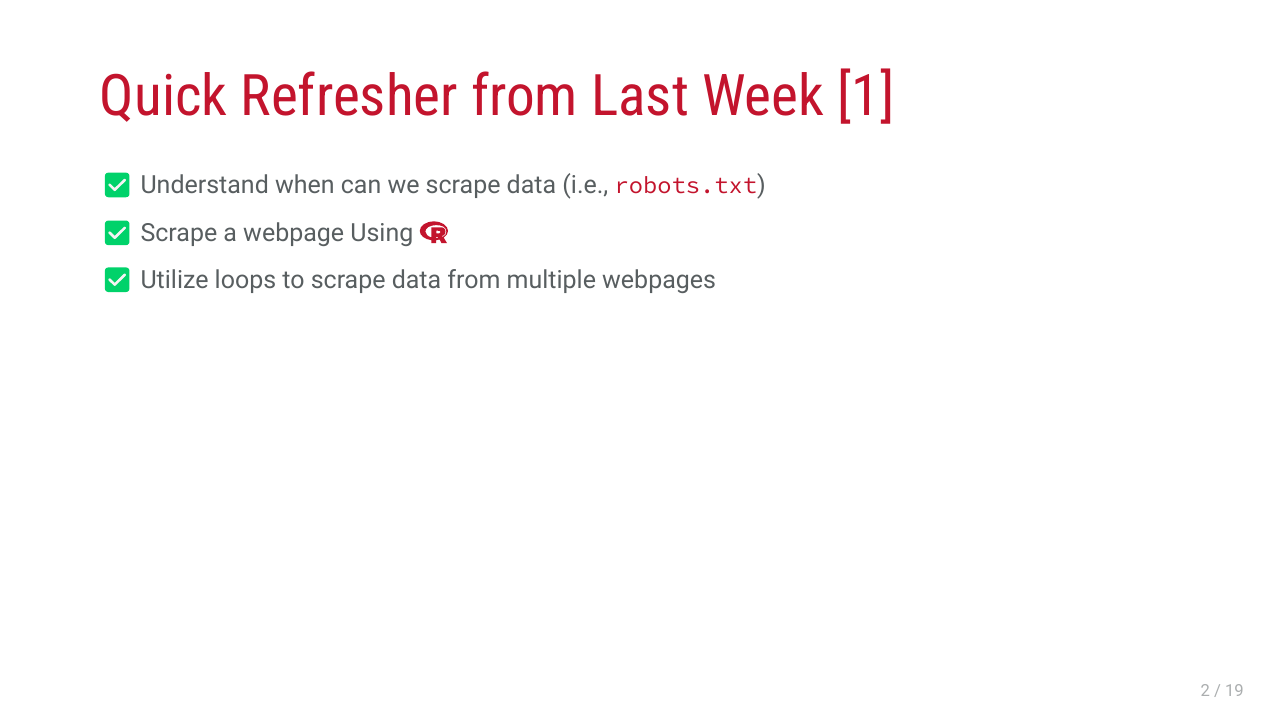 Quick Refresher from Last Week [1]
Understand when can we scrape data (i.e., robots.txt)
Scrape a webpage Using R
Utilize loops to scrape data from multiple webpages
2 / 19